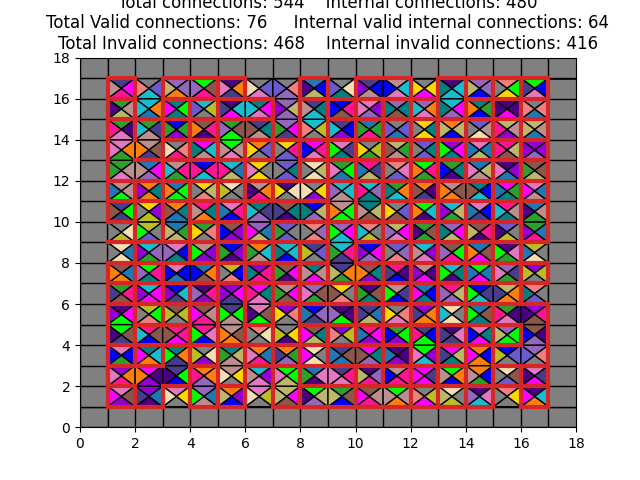 Total connections: 544    Internal connections: 480
Total Valid connections: 76    Internal valid internal connections: 64
Total Invalid connections: 468    Internal invalid connections: 416
18
16
14
12
10
8
6
4
2
0
0 2 4 6 8 10 12 14 16 18